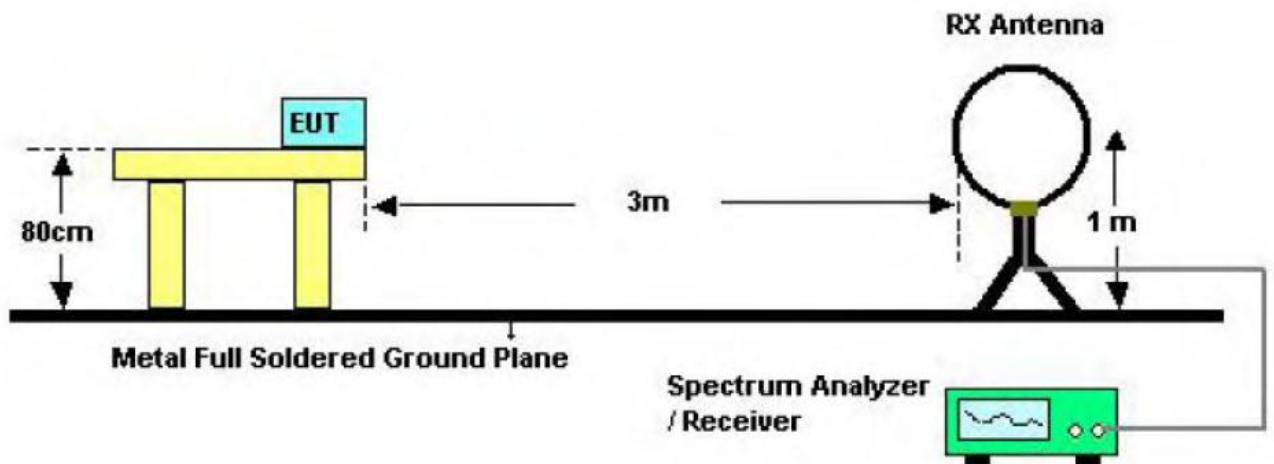 RX Antenna
EUT
80cm
3m
1 m
Metal Full Soldered Ground Plane
Spectrum Analyzer
/ Receiver